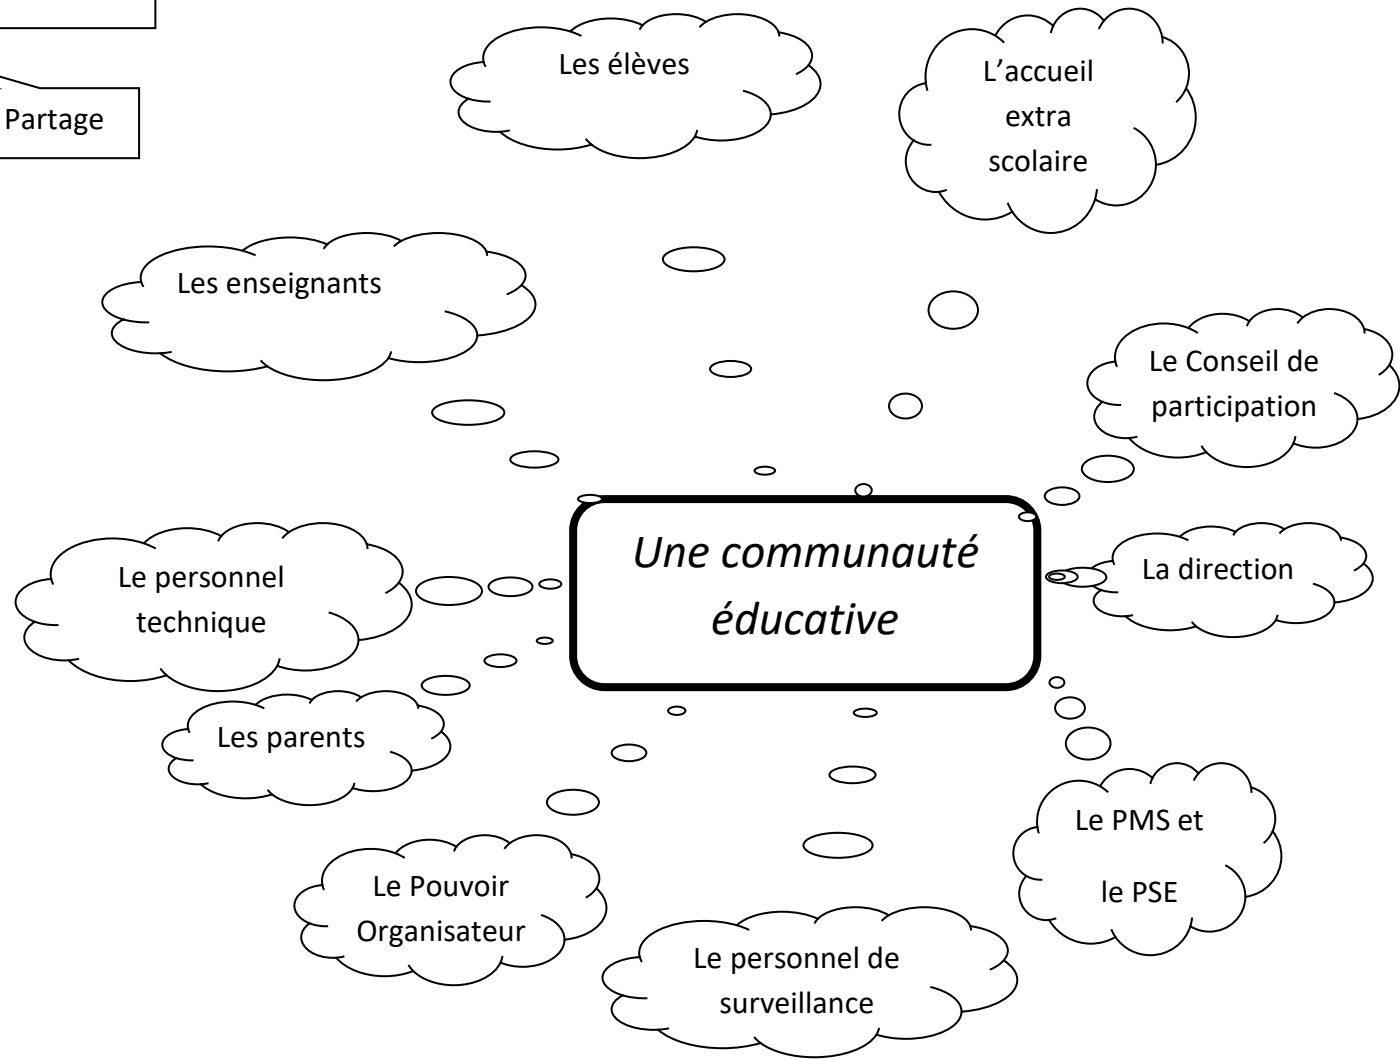 Partage
Les élèves
L’accueil
extra
scolaire
Les enseignants
Le Conseil de
participation
Une communauté
éducative
La direction
Le personnel
technique
Les parents
Le PMS et
le PSE
Le Pouvoir
Organisateur
Le personnel de
surveillance